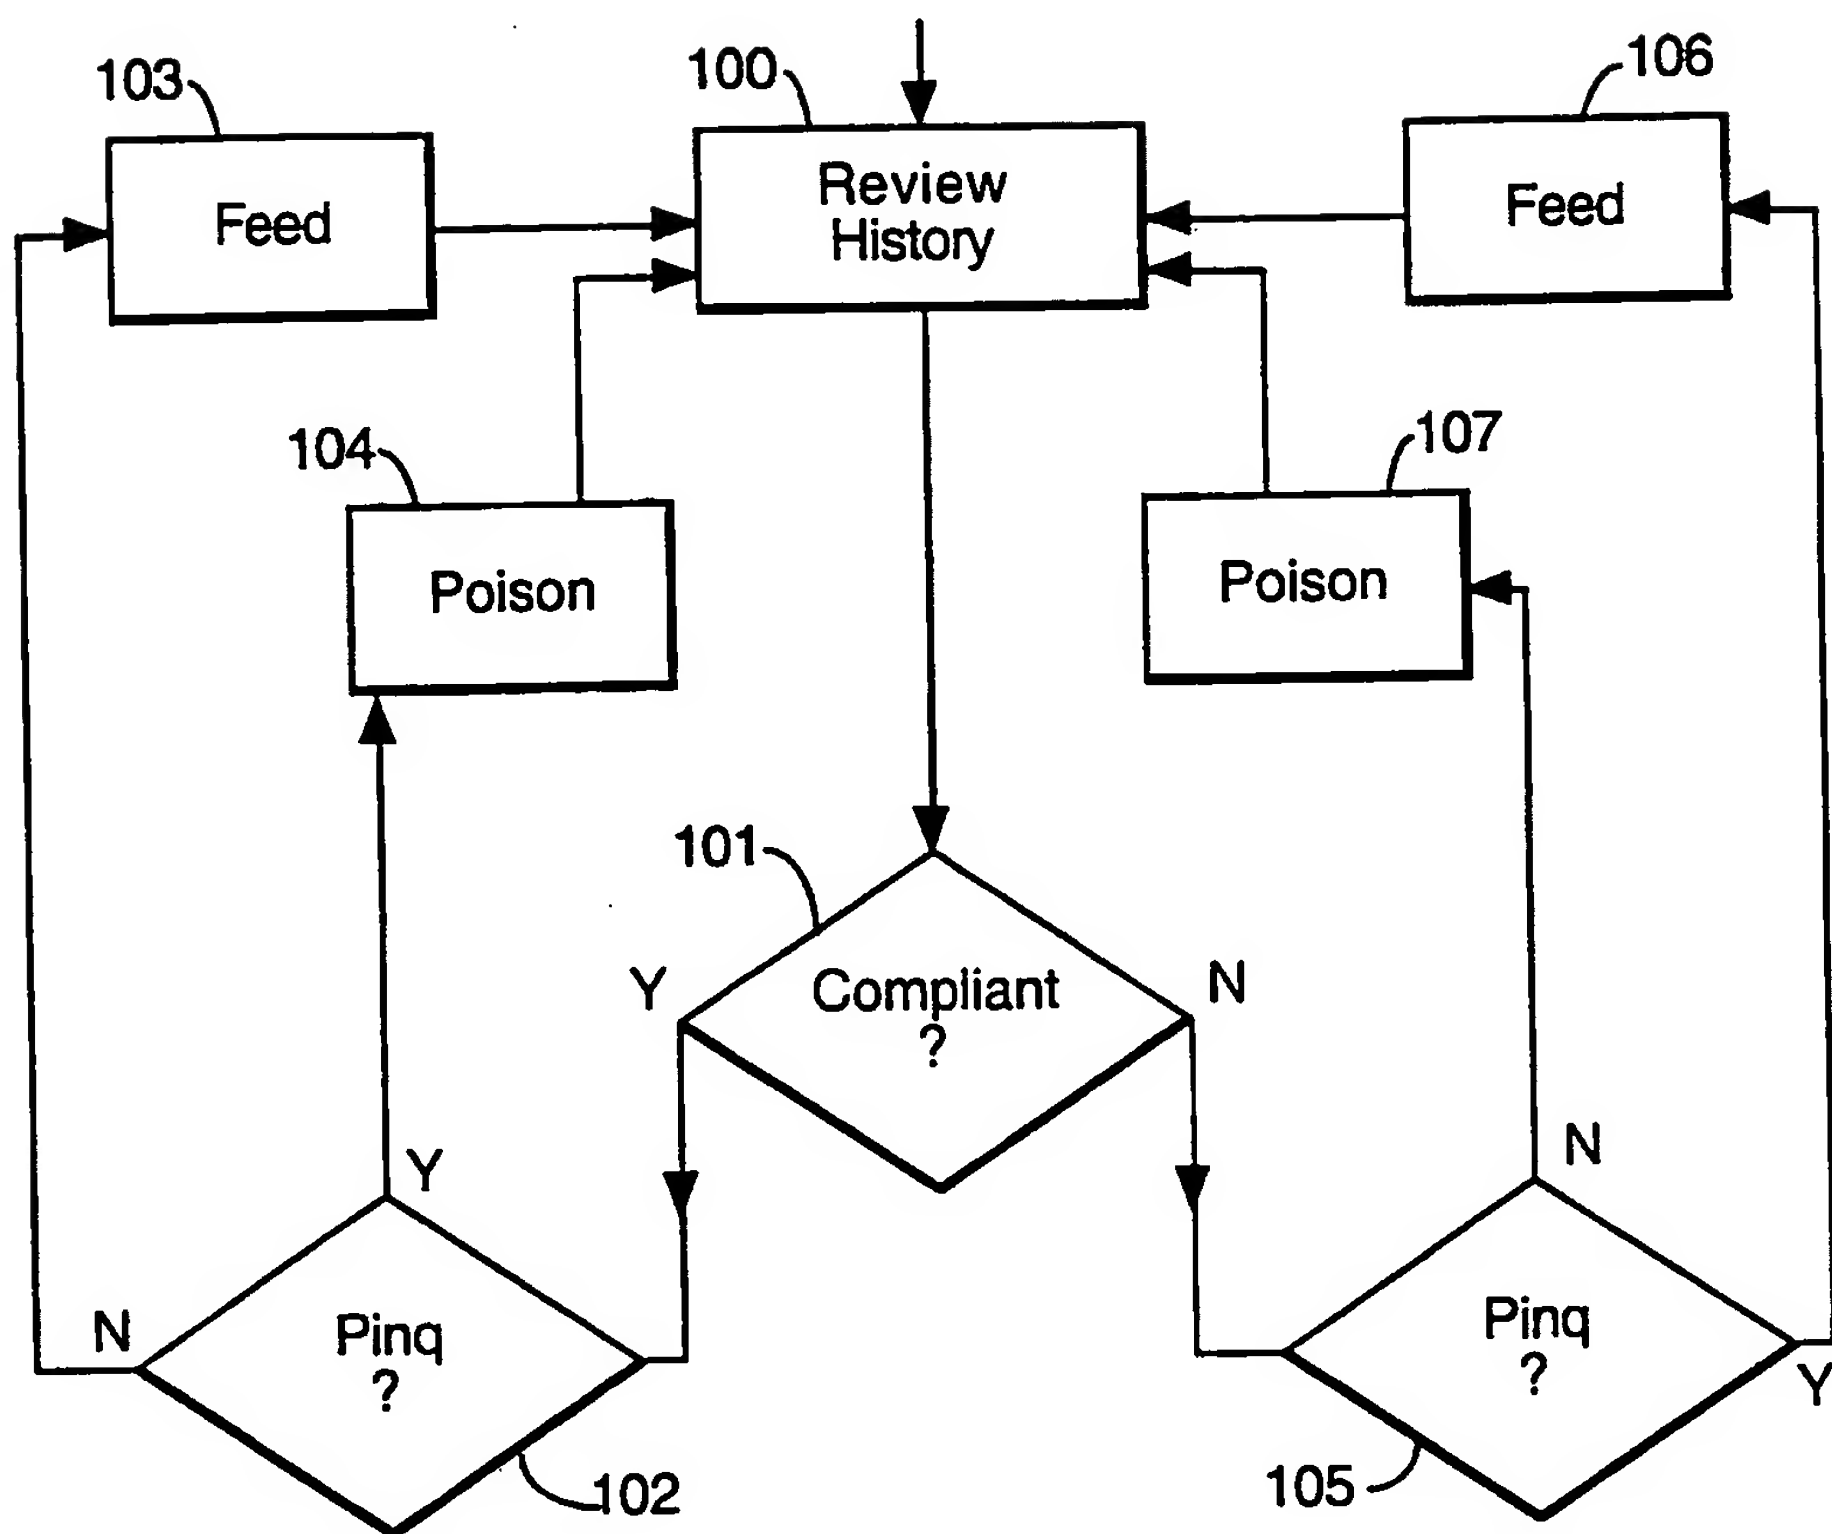 103
100
106
Feed
Review
History
Feed
104
107
Poison
Poison
101
Y
Compliant
?
N
Y
N
N
Pinq
?
Pinq
?
Y
102
105